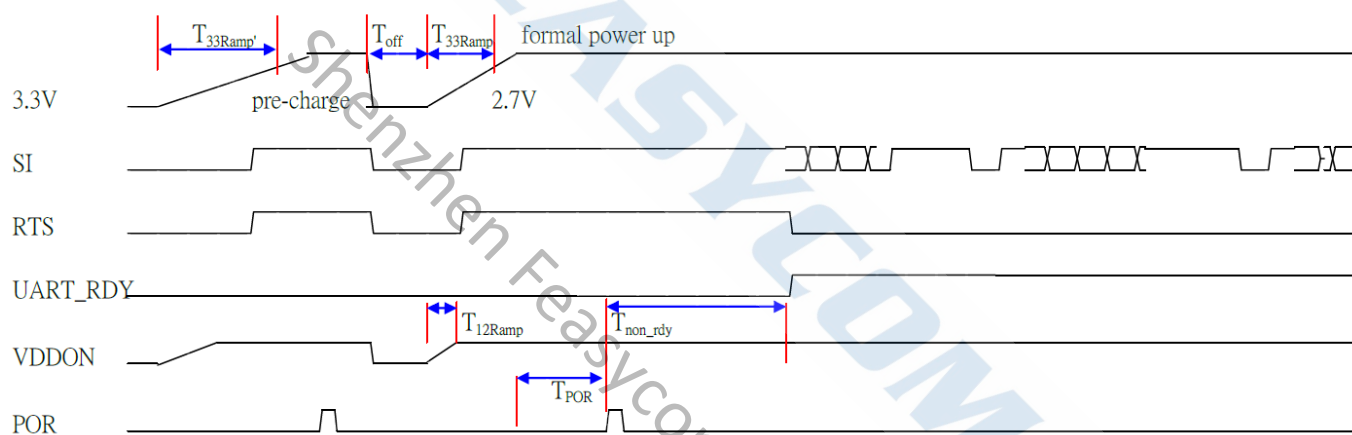 T33Ramp' Toff T33Ramp formal power up
3.3V pre-charge 2.7V
SI
RTS
UART_RDY
T12Ramp Tnon_rdy
VDDON
TPOR
POR
Shenzhen Feasycom
EASYCOM